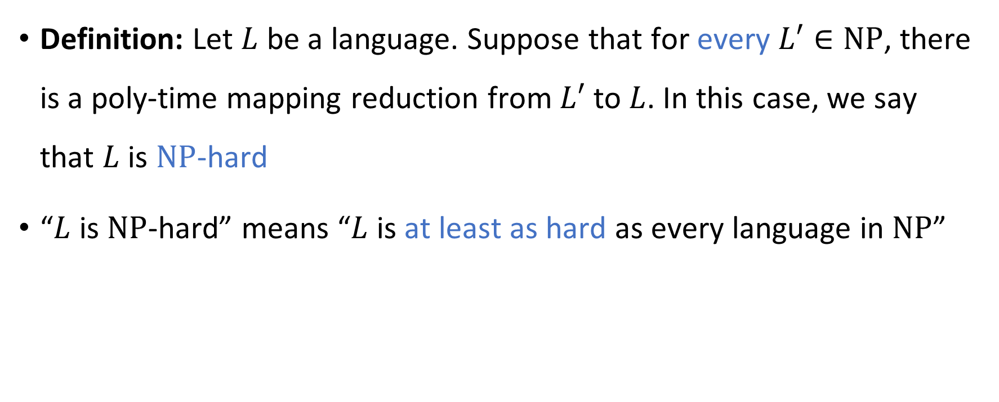 • Definition: Let L be a language. Suppose that for every L′ ∈ NP, there
is a poly-time mapping reduction from L′ to L. In this case, we say
that L is NP-hard
• “L is NP-hard” means “L is at least as hard as every language in NP”